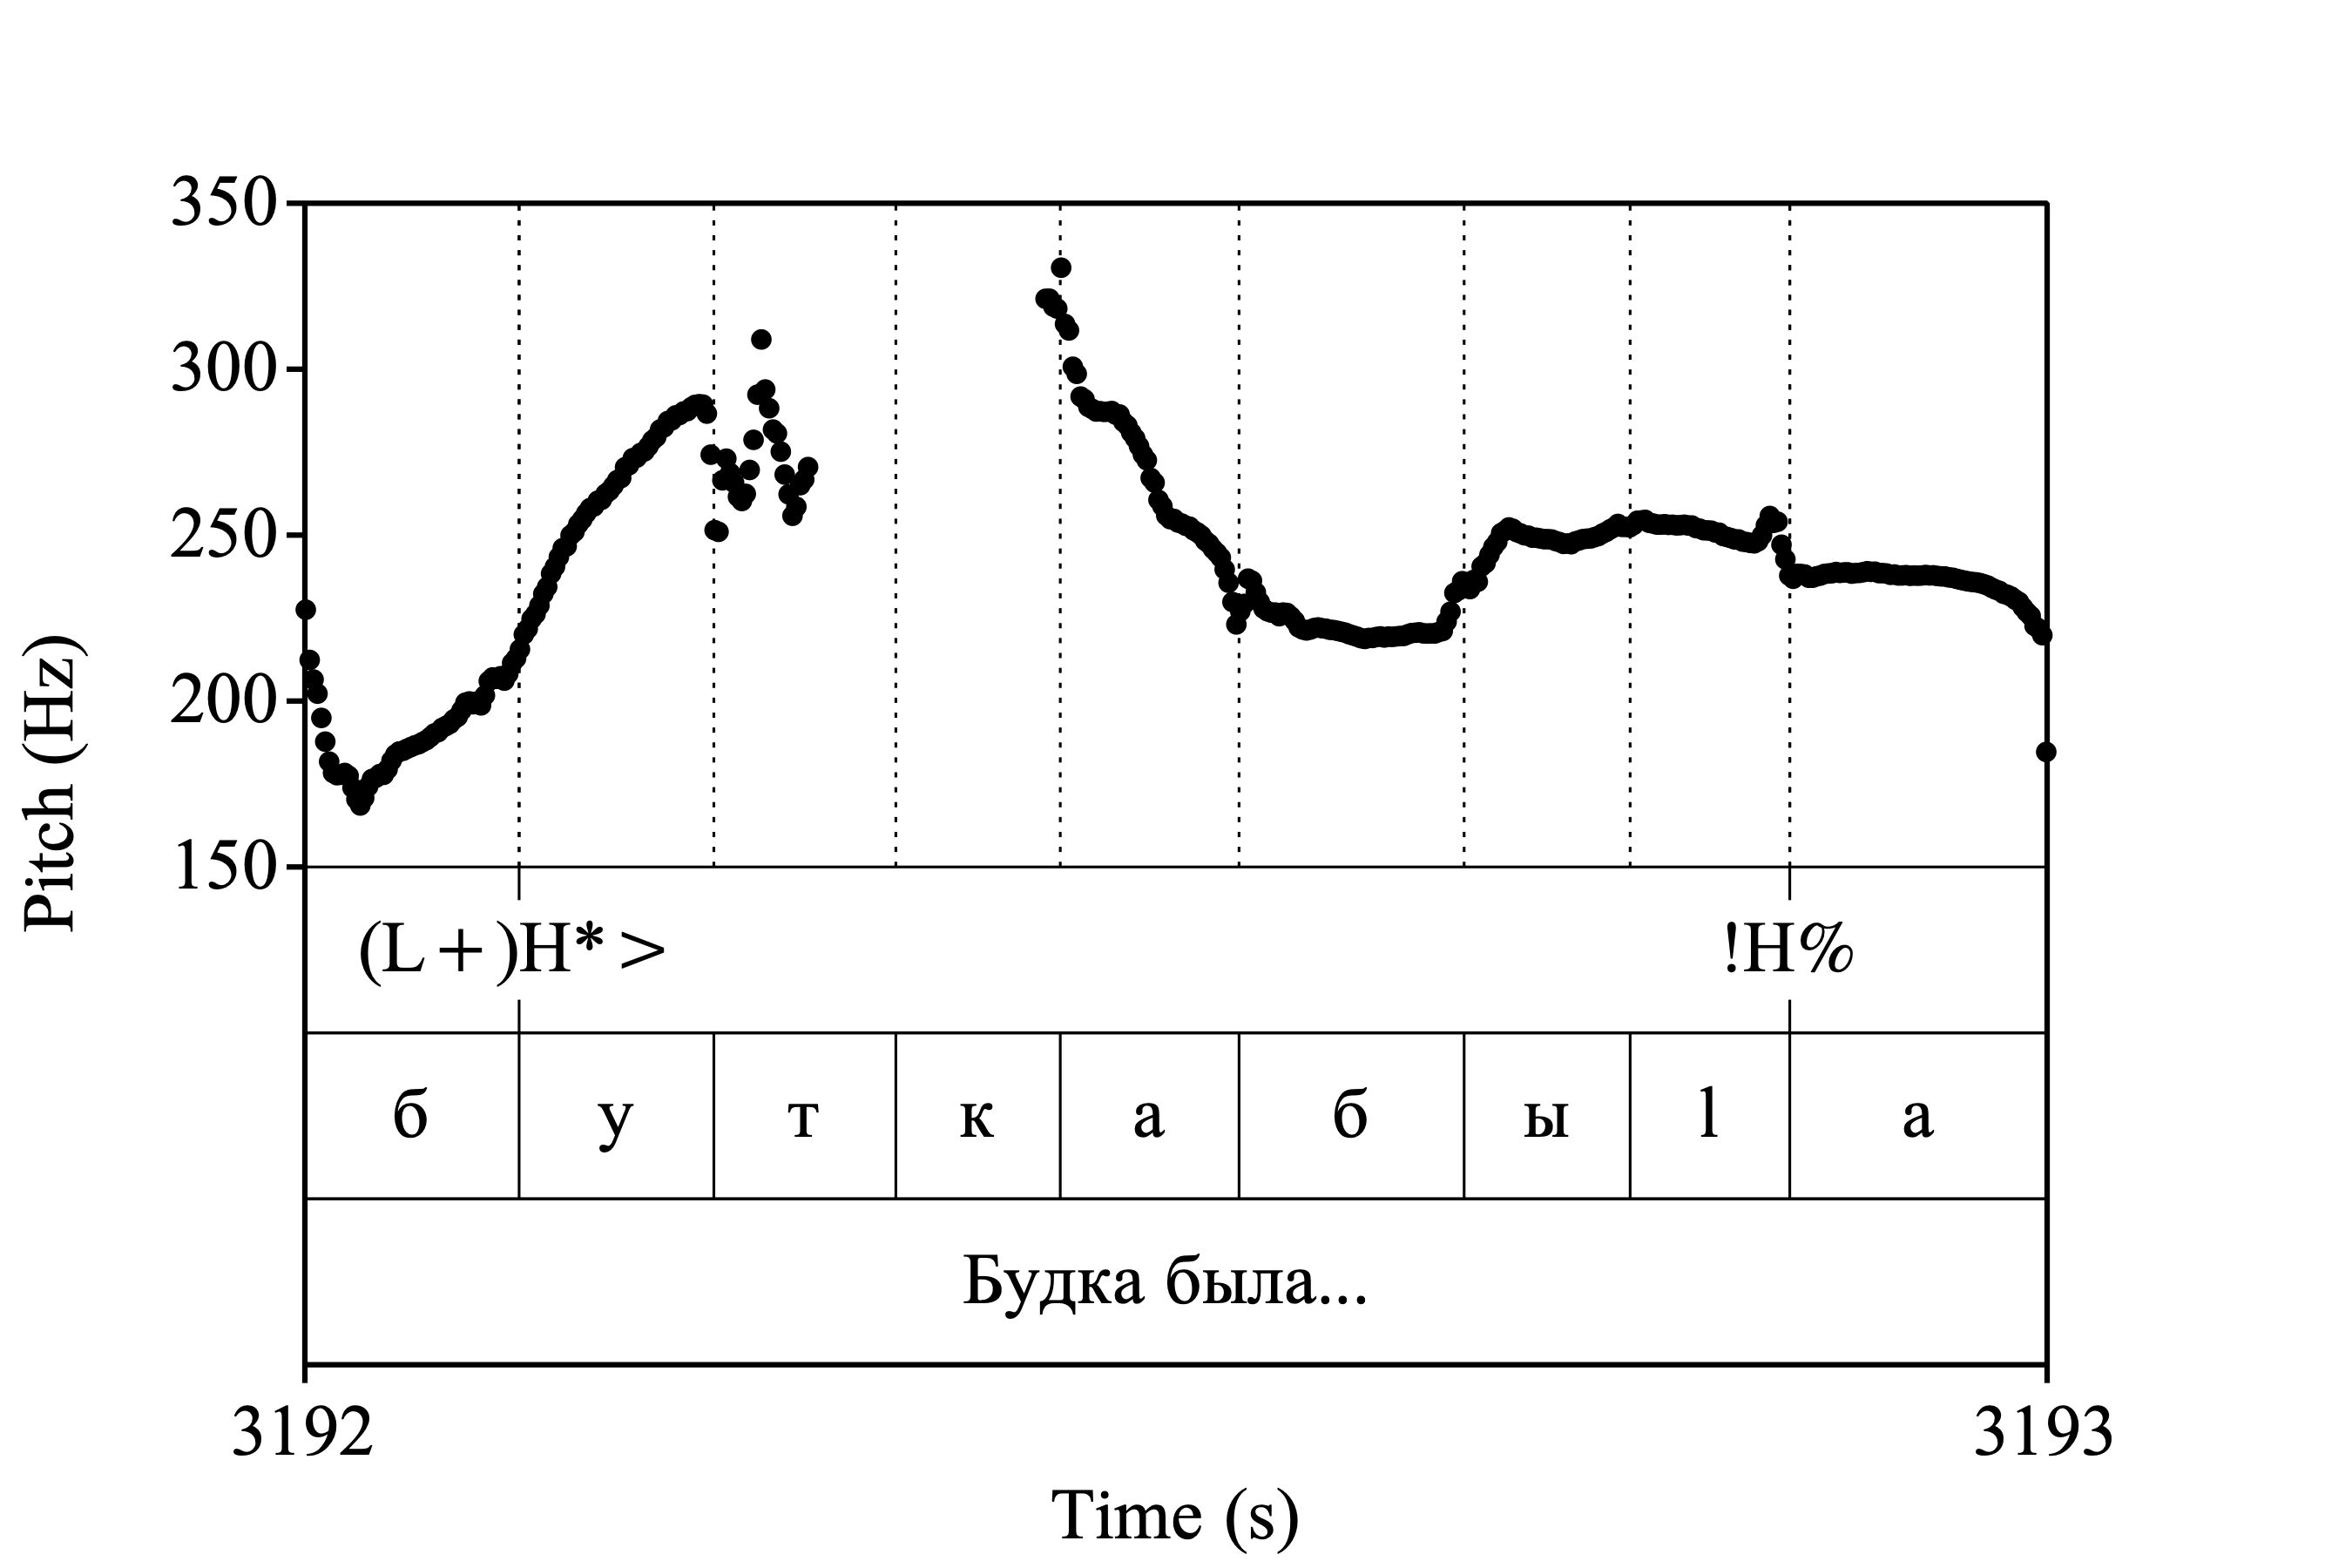 350
300
250
200
150
Pitch (Hz)
(L+)H*> !H%
б у т к а б ы l а
Будка была...
3192 3193
Time (s)